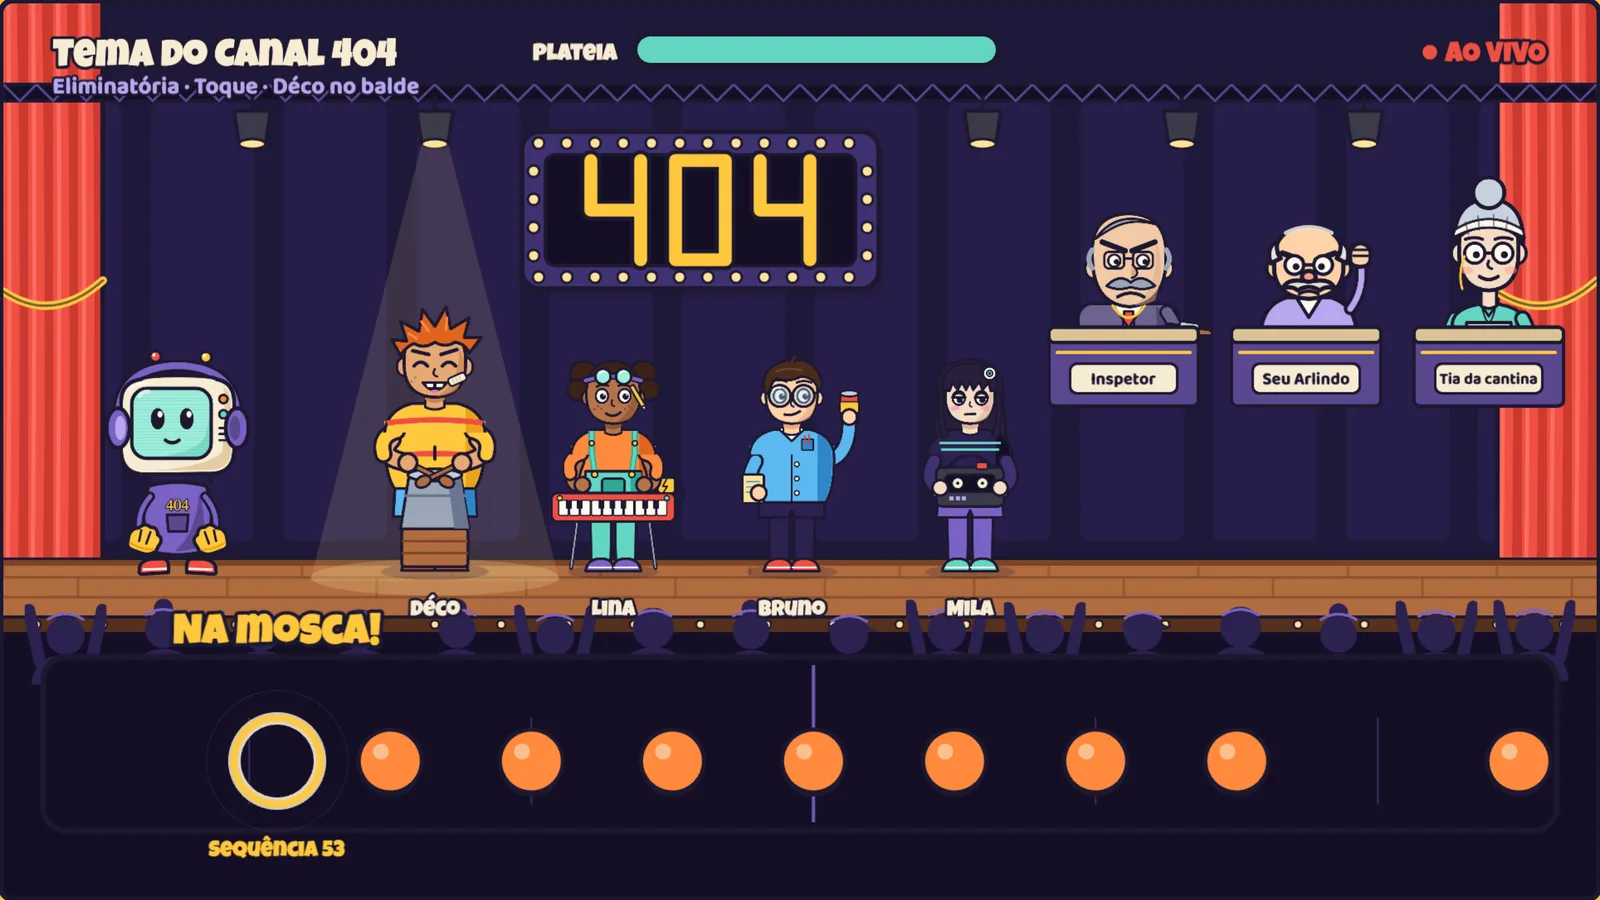 Tema do Canal 404
Eliminatória · Toque · Déco no balde
Plateia
AO VIVO
404
Inspetor
Seu Arlindo
Tia da cantina
404
Déco
Lina
Bruno
Mila
Na mosca!
Sequência 53